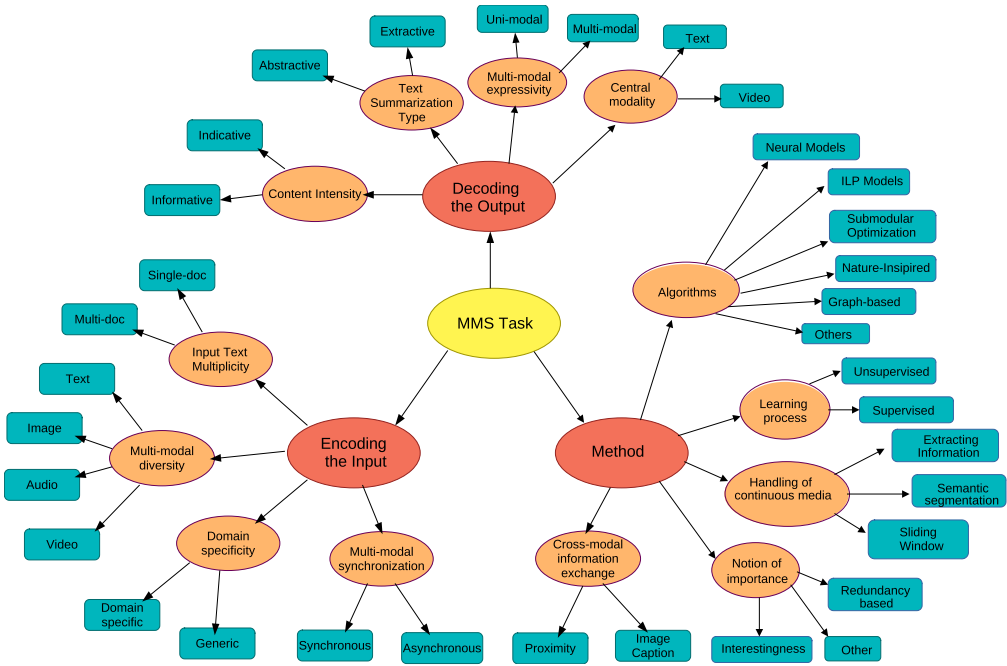 Uni-modal
Extractive
Multi-modal
Text
Abstractive
Text
Summarization
Type
Multi-modal
expressivity
Central
modality
Video
Indicative
Neural Models
Decoding
the Output
Content Intensity
Informative
ILP Models
Submodular
Optimization
Single-doc
Nature-Insipired
Algorithms
Graph-based
Multi-doc
MMS Task
Others
Input Text
Multiplicity
Text
Unsupervised
Learning
process
Supervised
Image
Multi-modal
diversity
Encoding
the Input
Method
Extracting
Information
Audio
Handling of
continuous media
Semantic
segmentation
Video
Domain
specificity
Multi-modal
synchronization
Cross-modal
information
exchange
Sliding
Window
Notion of
importance
Redundancy
based
Domain
specific
Generic
Synchronous
Asynchronous
Proximity
Image
Caption
Interestingness
Other